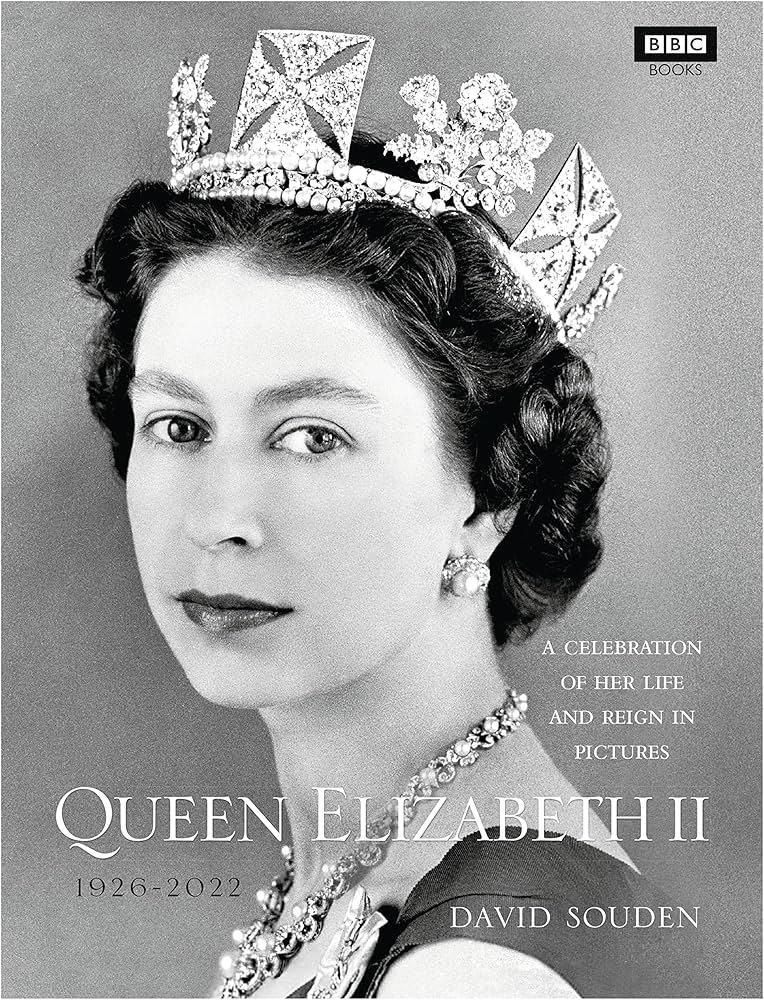 BBC
BOOKS
A CELEBRATION
OF HER LIFE
AND REIGN IN
PICTURES
QUEEN ELIZABETH II
1926-2022
DAVID SOUDEN